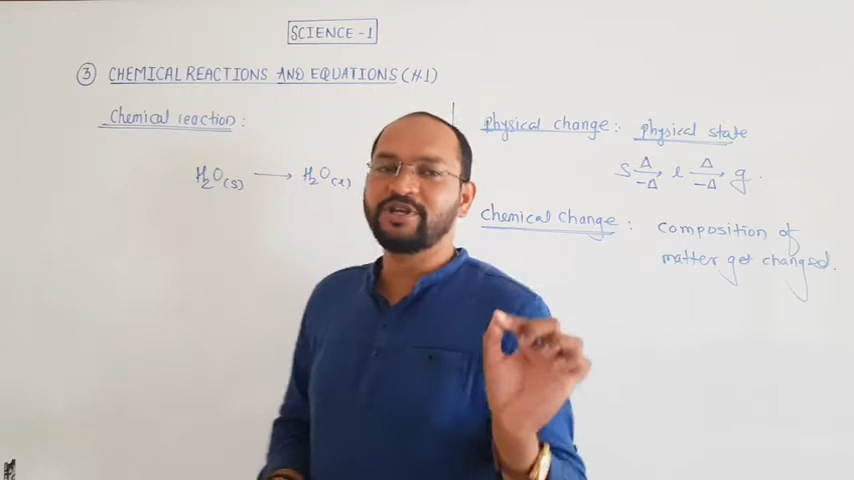 SCIENCE-1
③ CHEMICAL REACTIONS AND EQUATIONS (#1)
Chemical reaction :
H₂O(s) ⟶ H₂O(l)
Physical change : physical state
s ⇌ l ⇌ g .
Δ Δ
-Δ -Δ
Chemical change : composition of
matter get changed.